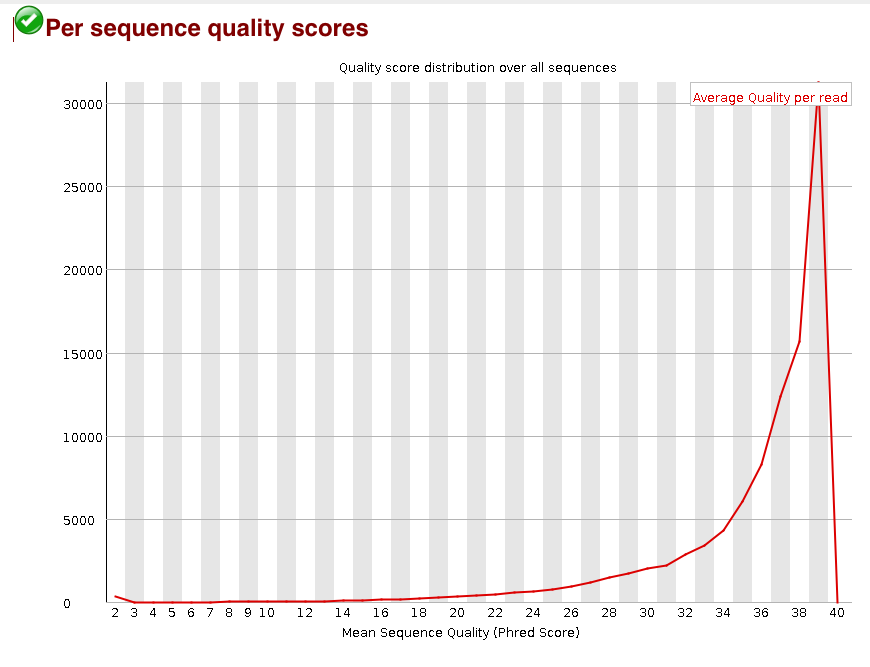 Per sequence quality scores
Quality score distribution over all sequences
Average Quality per read
30000
25000
20000
15000
10000
5000
0
2 3 4 5 6 7 8 9 10 12 14 16 18 20 22 24 26 28 30 32 34 36 38 40
Mean Sequence Quality (Phred Score)